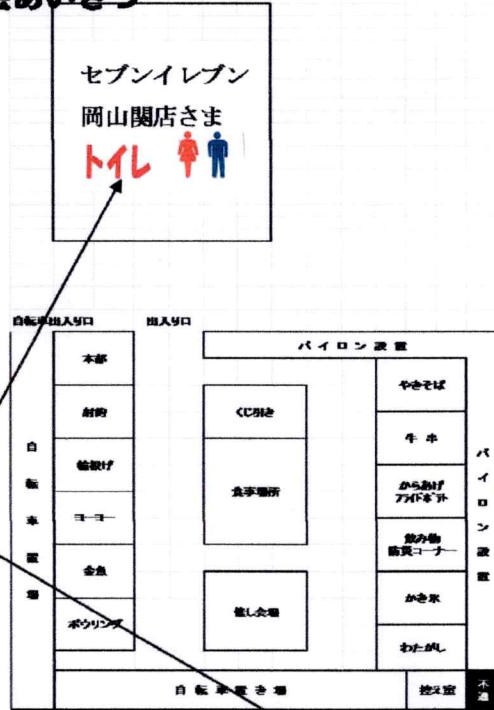 セブンイレブン
岡山関店さま
トイレ
自転車出入り口
出入り口
パイロン設置
本部
射的
輪投げ
ヨーヨー
金魚
ボウリング
自転車置場
くじ引き
食事場所
催し会場
やきそば
牛串
からあげ
フライドポテト
飲み物
防災コーナー
かき氷
わたがし
パイロン設置
自転車置き場
控え室